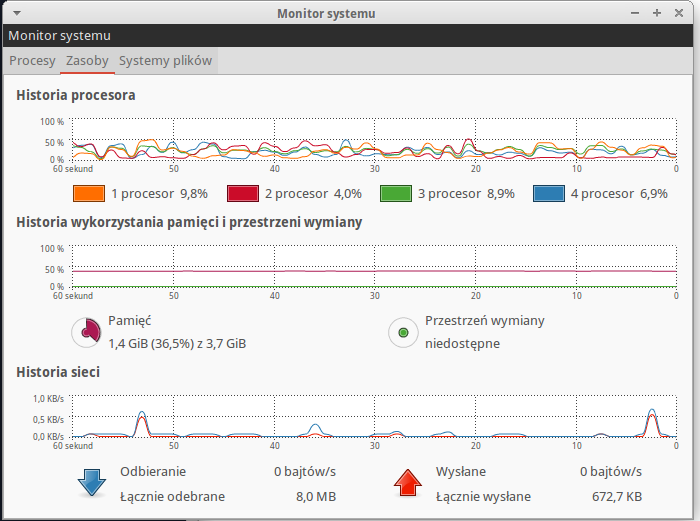 Monitor systemu
Monitor systemu
Procesy Zasoby Systemy plików
Historia procesora
100 %
50 %
0 %
60 sekund 50 40 30 20 10 0
1 procesor 9,8% 2 procesor 4,0% 3 procesor 8,9% 4 procesor 6,9%
Historia wykorzystania pamięci i przestrzeni wymiany
100 %
50 %
0 %
60 sekund 50 40 30 20 10 0
Pamięć Przestrzeń wymiany
1,4 GiB (36,5%) z 3,7 GiB niedostępne
Historia sieci
1,0 KB/s
0,5 KB/s
0,0 KB/s
60 sekund 50 40 30 20 10 0
Odbieranie 0 bajtów/s Wysłane 0 bajtów/s
Łącznie odebrane 8,0 MB Łącznie wysłane 672,7 KB